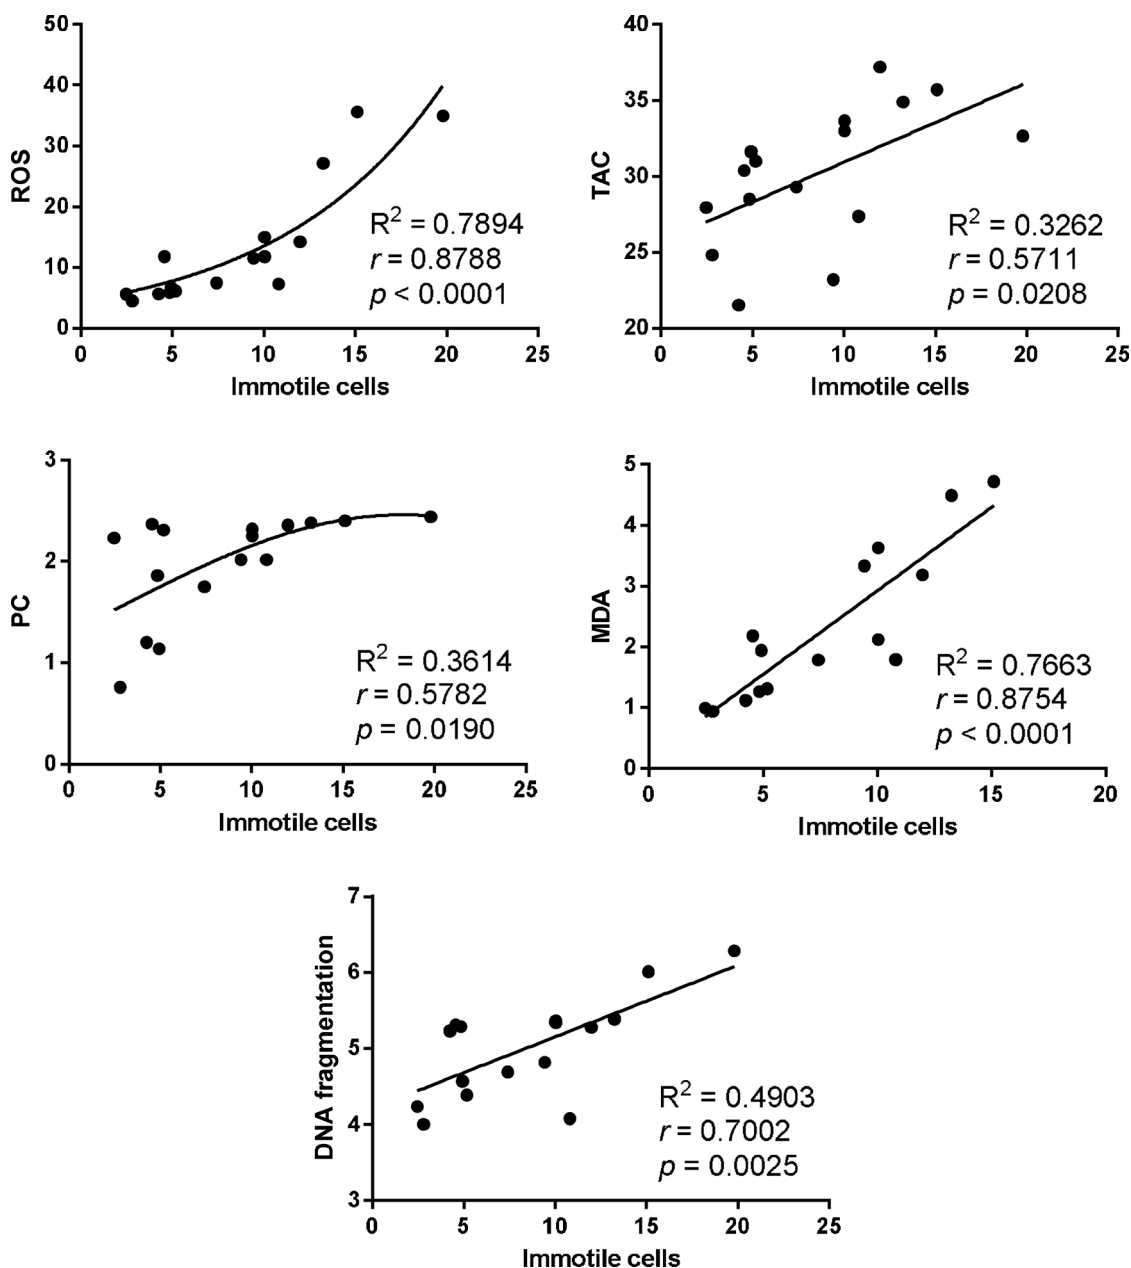 50
40
30
20
10
0
ROS
R² = 0.7894
r = 0.8788
p < 0.0001
0 5 10 15 20 25
Immotile cells
40
35
30
25
20
TAC
R² = 0.3262
r = 0.5711
p = 0.0208
0 5 10 15 20 25
Immotile cells
3
2
1
0
PC
R² = 0.3614
r = 0.5782
p = 0.0190
0 5 10 15 20 25
Immotile cells
5
4
3
2
1
0
MDA
R² = 0.7663
r = 0.8754
p < 0.0001
0 5 10 15 20
Immotile cells
7
6
5
4
3
DNA fragmentation
R² = 0.4903
r = 0.7002
p = 0.0025
0 5 10 15 20 25
Immotile cells